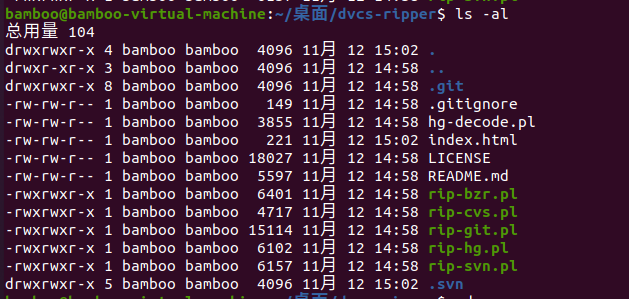 bamboo@bamboo-virtual-machine:~/桌面/dvcs-ripper$ ls -al
总用量 104
drwxrwxr-x 4 bamboo bamboo  4096 11月 12 15:02 .
drwxr-xr-x 3 bamboo bamboo  4096 11月 12 14:58 ..
drwxrwxr-x 8 bamboo bamboo  4096 11月 12 14:58 .git
-rw-rw-r-- 1 bamboo bamboo   149 11月 12 14:58 .gitignore
-rw-rw-r-- 1 bamboo bamboo  3855 11月 12 14:58 hg-decode.pl
-rw-rw-r-- 1 bamboo bamboo   221 11月 12 15:02 index.html
-rw-rw-r-- 1 bamboo bamboo 18027 11月 12 14:58 LICENSE
-rw-rw-r-- 1 bamboo bamboo  5597 11月 12 14:58 README.md
-rwxrwxr-x 1 bamboo bamboo  6401 11月 12 14:58 rip-bzr.pl
-rwxrwxr-x 1 bamboo bamboo  4717 11月 12 14:58 rip-cvs.pl
-rwxrwxr-x 1 bamboo bamboo 15114 11月 12 14:58 rip-git.pl
-rwxrwxr-x 1 bamboo bamboo  6102 11月 12 14:58 rip-hg.pl
-rwxrwxr-x 1 bamboo bamboo  6157 11月 12 14:58 rip-svn.pl
drwxrwxr-x 5 bamboo bamboo  4096 11月 12 15:02 .svn